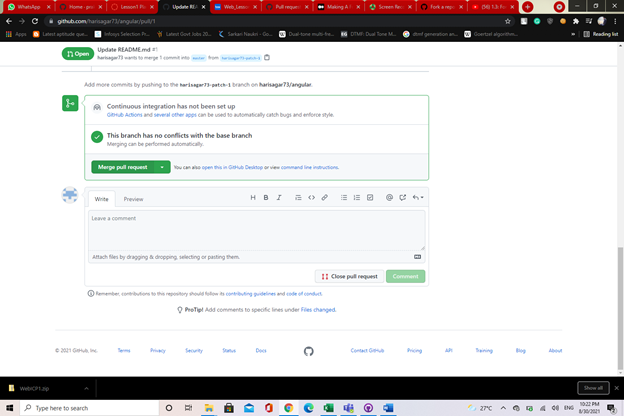 WhatsApp
Home - po
Lesson1 Pr
Update RE
Web_Lesso
Pull reques
Making A
Screen Rea
Fork a rep
(16) 1.3: Fo
github.com/harisagar73/angular/pull/1
Apps
Latest aptitude que...
Infosys Selection Pr...
Latest Govt Jobs 20...
Sarkari Naukri - Go...
Dual-tone multi-fre...
DTMF: Dual Tone M...
dtmf generation an...
Goertzel algorithm...
Reading list
Open
Update README.md #1
harisagar73 wants to merge 1 commit into master from harisagar73-patch-1
Add more commits by pushing to the harisagar73-patch-1 branch on harisagar73/angular.
Continuous integration has not been set up
GitHub Actions and several other apps can be used to automatically catch bugs and enforce style.
This branch has no conflicts with the base branch
Merging can be performed automatically.
Merge pull request
You can also open this in GitHub Desktop or view command line instructions.
Write
Preview
H B I
Leave a comment
Attach files by dragging & dropping, selecting or pasting them.
Close pull request
Comment
Remember, contributions to this repository should follow its contributing guidelines and code of conduct.
ProTip! Add comments to specific lines under Files changed.
© 2021 GitHub, Inc.
Terms
Privacy
Security
Status
Docs
Contact GitHub
Pricing
API
Training
Blog
About
WebIICP1.zip
Show all
Type here to search
27°C
ENG
10:22 PM
8/30/2021